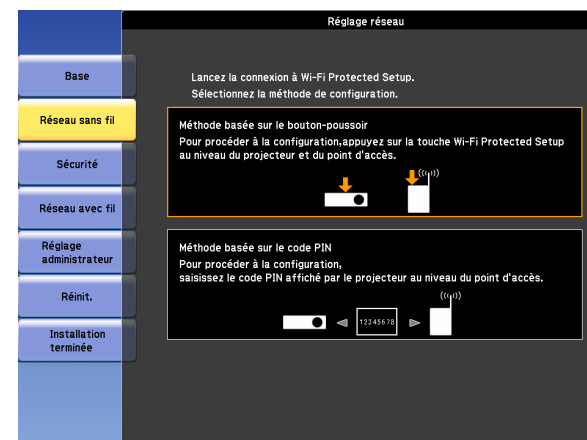 Réglage réseau
Base
Réseau sans fil
Sécurité
Réseau avec fil
Réglage
administrateur
Réinit.
Installation
terminée
Lancez la connexion à Wi-Fi Protected Setup.
Sélectionnez la méthode de configuration.
Méthode basée sur le bouton-poussoir
Pour procéder à la configuration,appuyez sur la touche Wi-Fi Protected Setup
au niveau du projecteur et du point d'accès.
Méthode basée sur le code PIN
Pour procéder à la configuration,
saisissez le code PIN affiché par le projecteur au niveau du point d'accès.
12345678